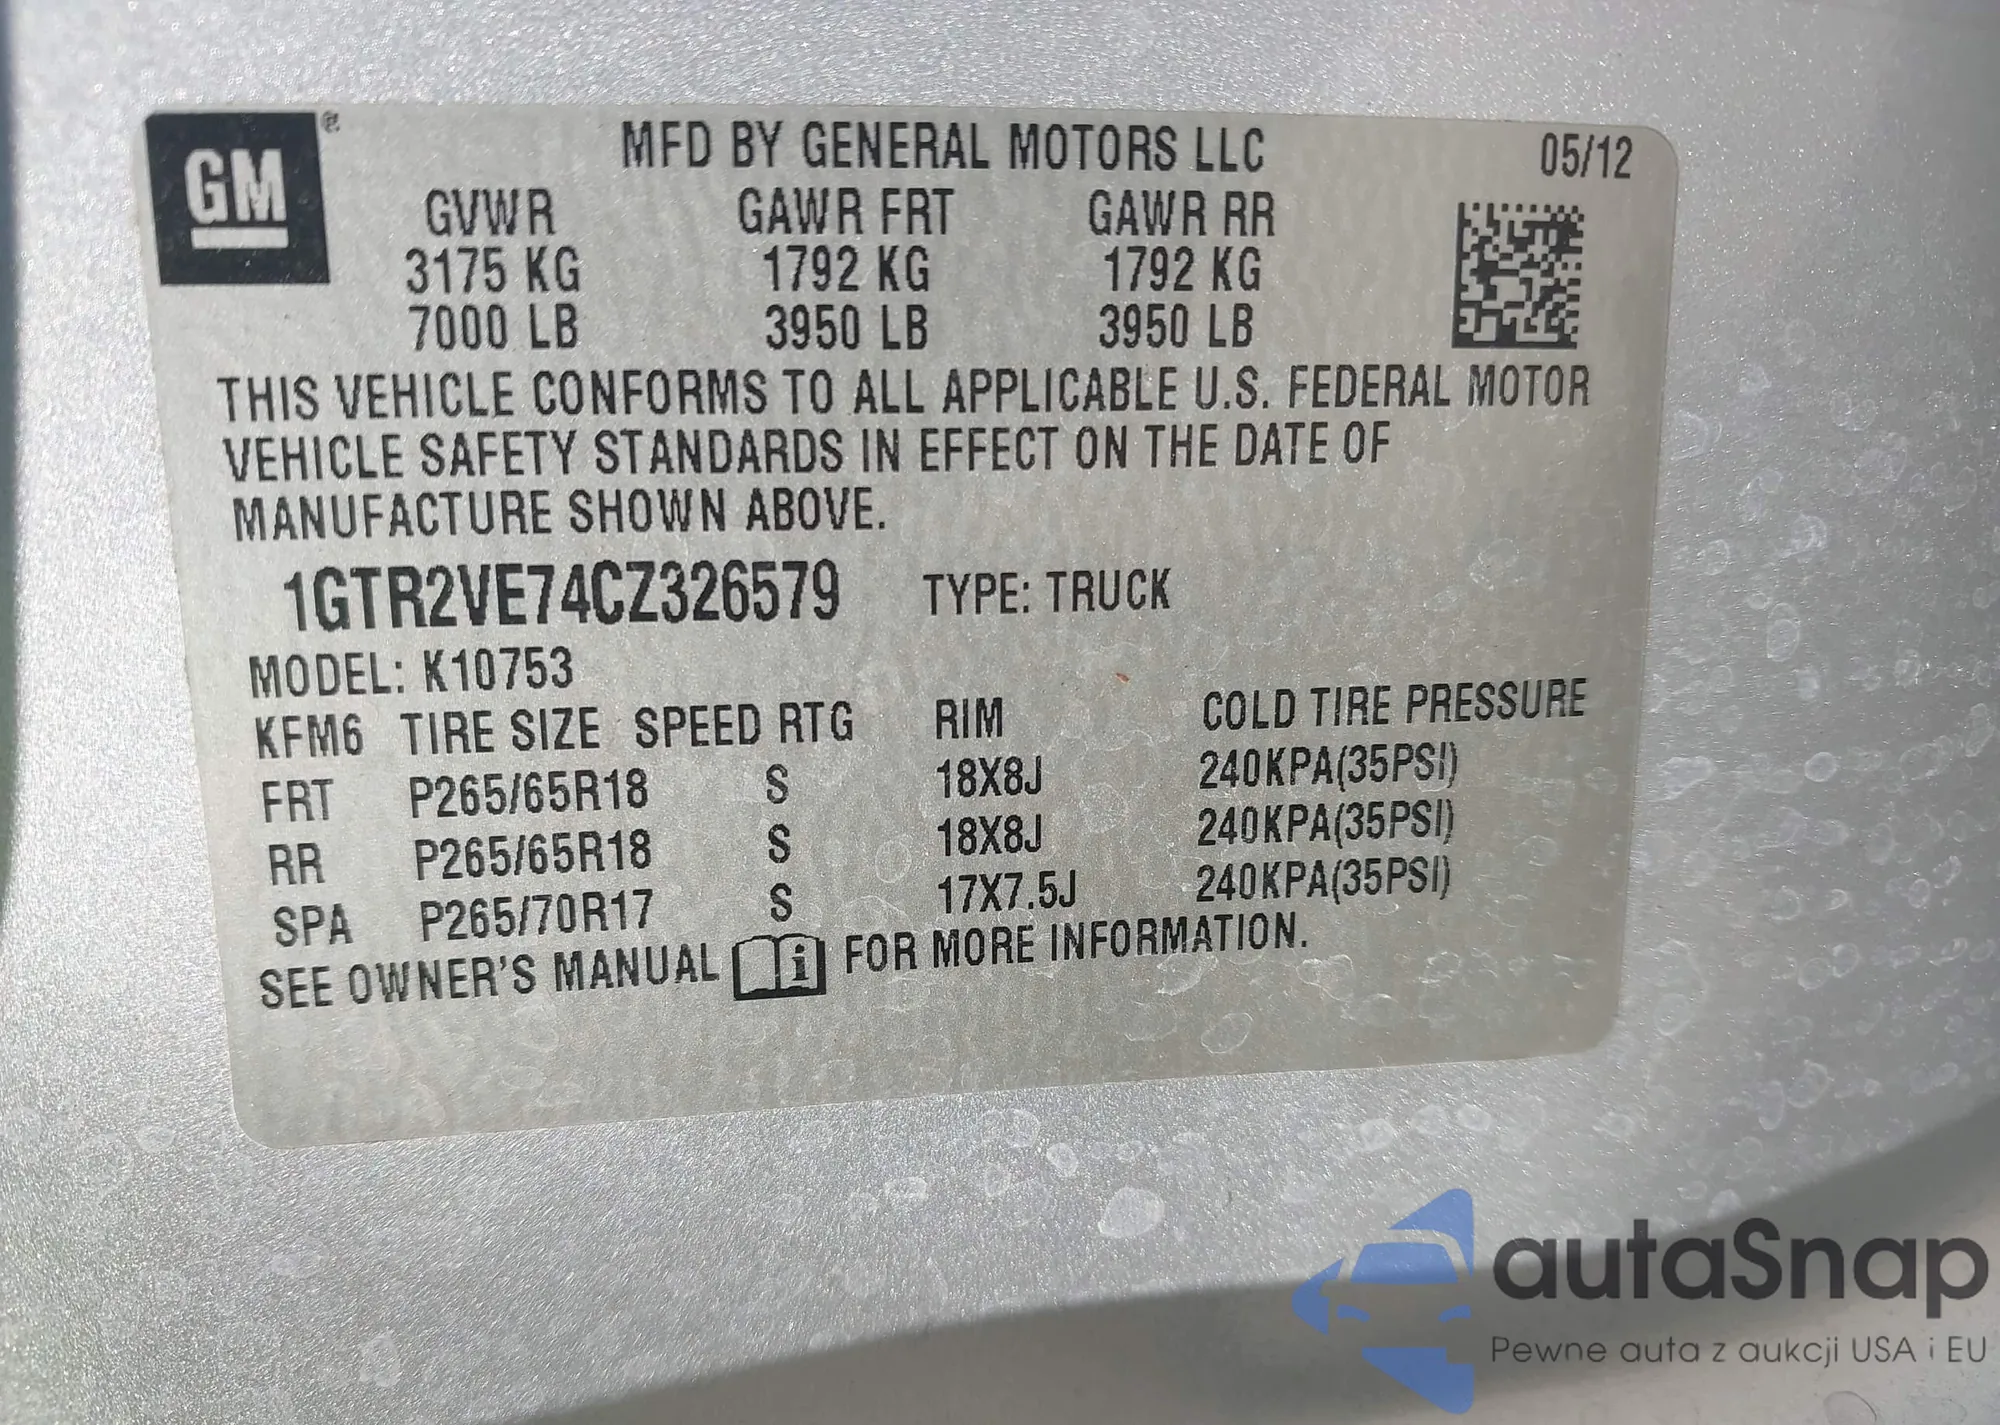 GM ®
MFD BY GENERAL MOTORS LLC 05/12
GVWR GAWR FRT GAWR RR
3175 KG 1792 KG 1792 KG
7000 LB 3950 LB 3950 LB
THIS VEHICLE CONFORMS TO ALL APPLICABLE U.S. FEDERAL MOTOR
VEHICLE SAFETY STANDARDS IN EFFECT ON THE DATE OF
MANUFACTURE SHOWN ABOVE.
1GTR2VE74CZ326579 TYPE: TRUCK
MODEL: K10753
KFM6 TIRE SIZE SPEED RTG RIM COLD TIRE PRESSURE
FRT P265/65R18 S 18X8J 240KPA(35PSI)
RR P265/65R18 S 18X8J 240KPA(35PSI)
SPA P265/70R17 S 17X7.5J 240KPA(35PSI)
SEE OWNER'S MANUAL i FOR MORE INFORMATION.
autaSnap
Pewne auta z aukcji USA i EU